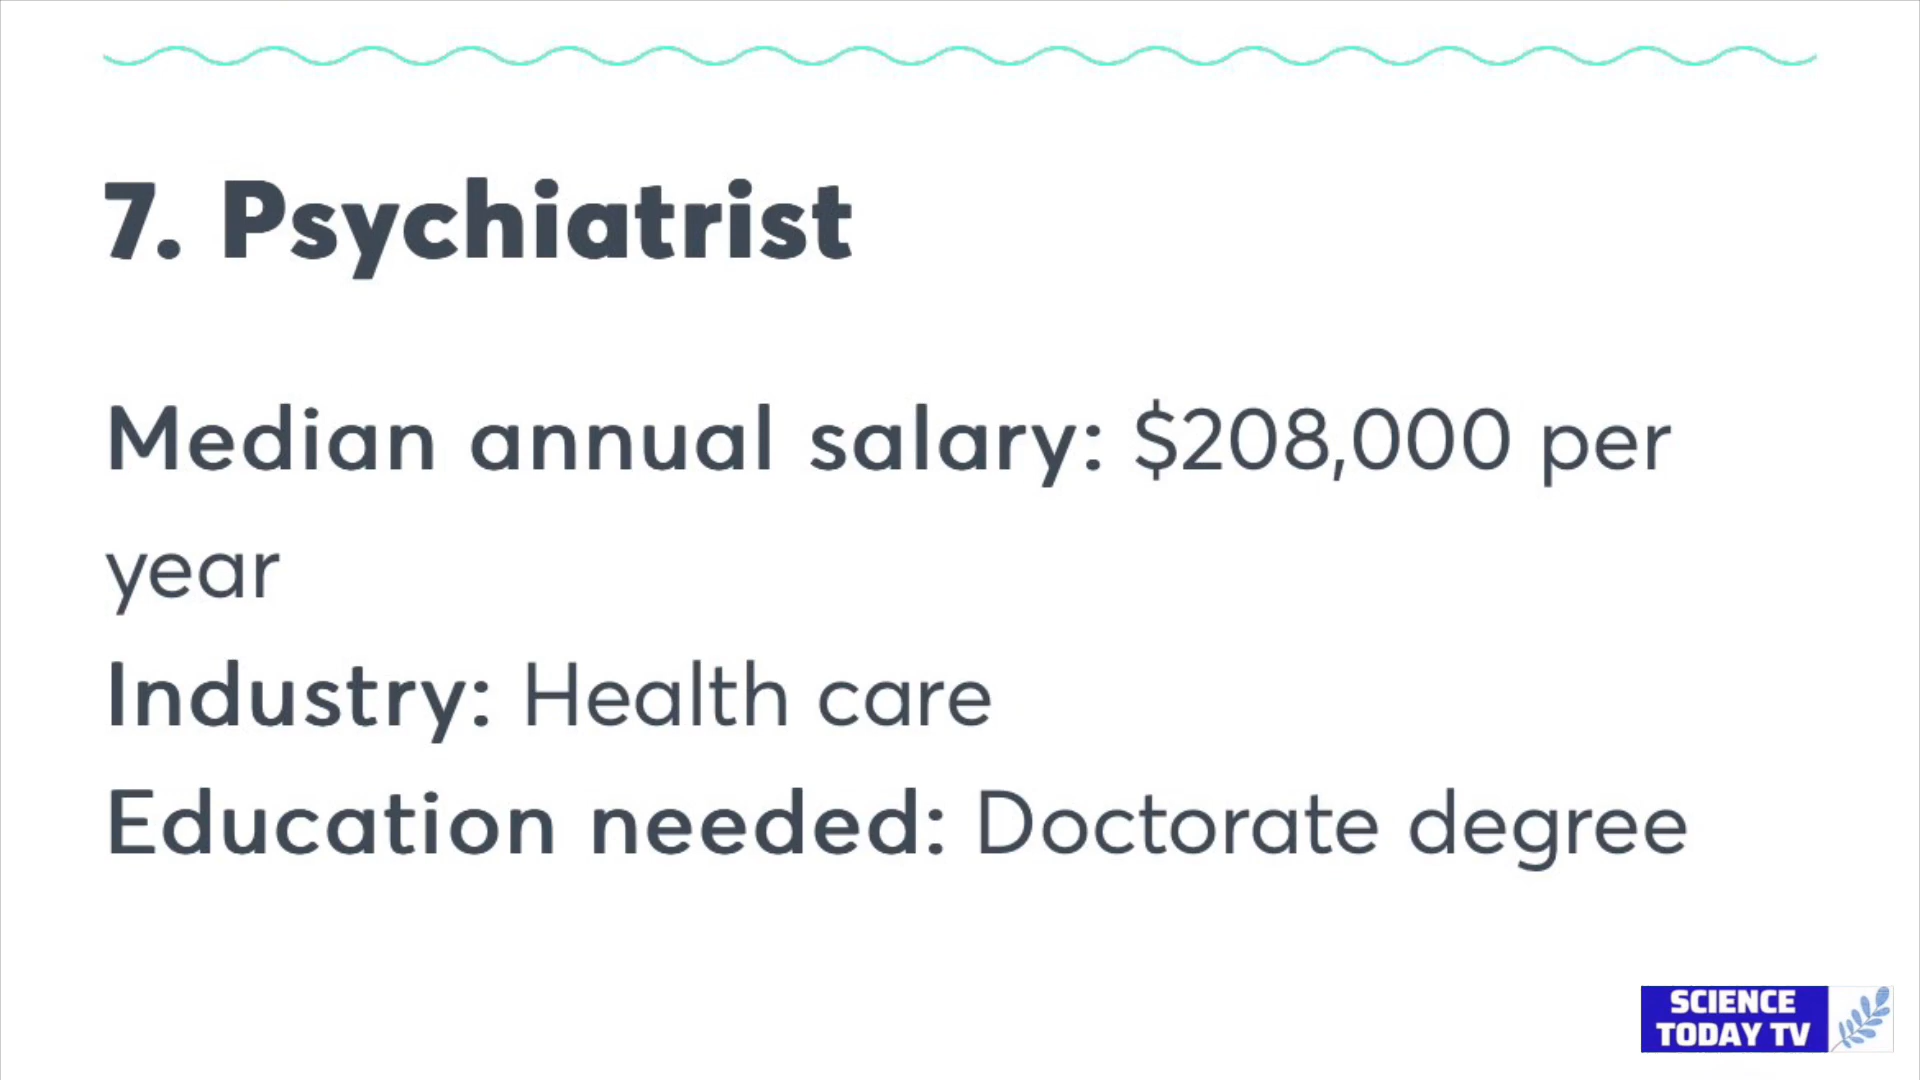 7. Psychiatrist
Median annual salary: $208,000 per
year
Industry: Health care
Education needed: Doctorate degree
SCIENCE
TODAY TV